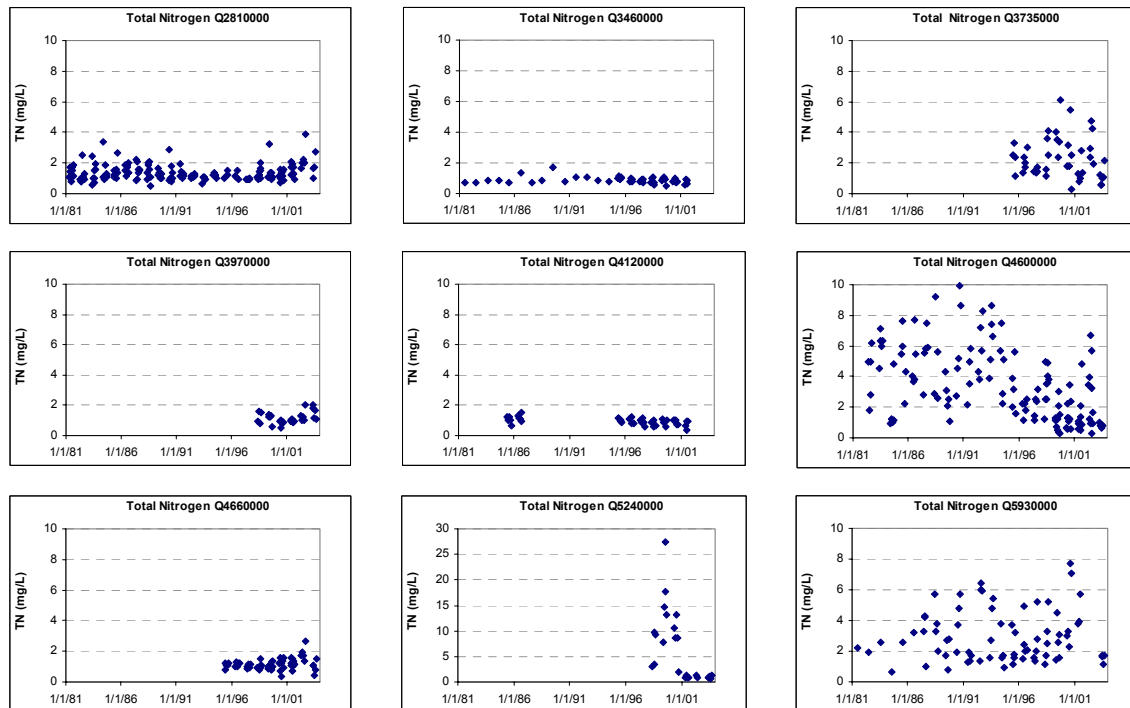 Total Nitrogen Q2810000
10
8
6
4
2
0
TN (mg/L)
1/1/81 1/1/86 1/1/91 1/1/96 1/1/01
Total Nitrogen Q3460000
10
8
6
4
2
0
TN (mg/L)
1/1/81 1/1/86 1/1/91 1/1/96 1/1/01
Total Nitrogen Q3735000
10
8
6
4
2
0
TN (mg/L)
1/1/81 1/1/86 1/1/91 1/1/96 1/1/01
Total Nitrogen Q3970000
10
8
6
4
2
0
TN (mg/L)
1/1/81 1/1/86 1/1/91 1/1/96 1/1/01
Total Nitrogen Q4120000
10
8
6
4
2
0
TN (mg/L)
1/1/81 1/1/86 1/1/91 1/1/96 1/1/01
Total Nitrogen Q4600000
10
8
6
4
2
0
TN (mg/L)
1/1/81 1/1/86 1/1/91 1/1/96 1/1/01
Total Nitrogen Q4660000
10
8
6
4
2
0
TN (mg/L)
1/1/81 1/1/86 1/1/91 1/1/96 1/1/01
Total Nitrogen Q5240000
30
25
20
15
10
5
0
TN (mg/L)
1/1/81 1/1/86 1/1/91 1/1/96 1/1/01
Total Nitrogen Q5930000
10
8
6
4
2
0
TN (mg/L)
1/1/81 1/1/86 1/1/91 1/1/96 1/1/01